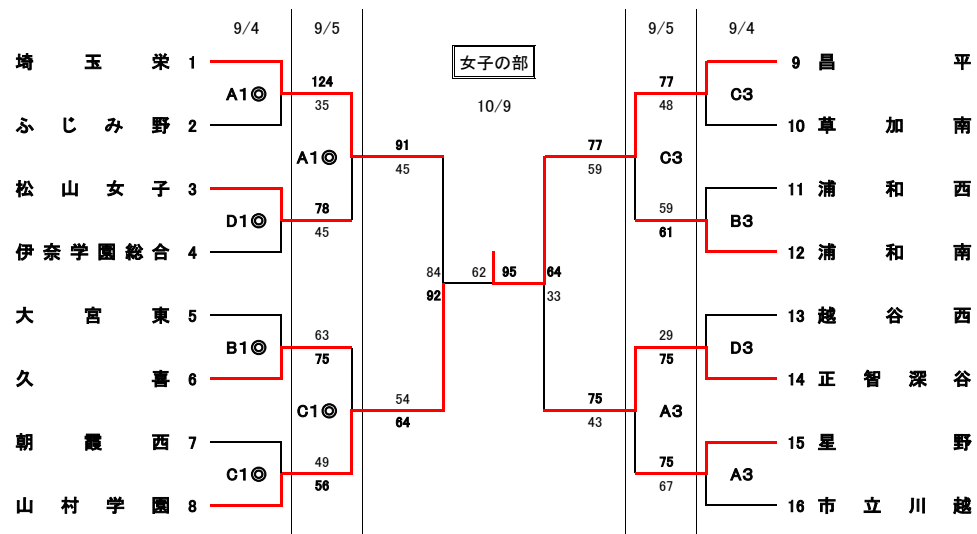 9/4 9/5 9/5 9/4
女子の部
10/9
埼玉栄 1 124 77 9 昌平
A1◎ 35 48 C3
ふじみ野 2 10 草加南
A1◎ 91 77 C3
45 59
松山女子 3 11 浦和西
D1◎ 78 59 B3
45 61
伊奈学園総合 4 12 浦和南
84 62 95 64
92 33
大宮東 5 13 越谷西
B1◎ 63 29 D3
75 75
久喜 6 14 正智深谷
C1◎ 54 75 A3
64 43
朝霞西 7 15 星野
C1◎ 49 75 A3
56 67
山村学園 8 16 市立川越